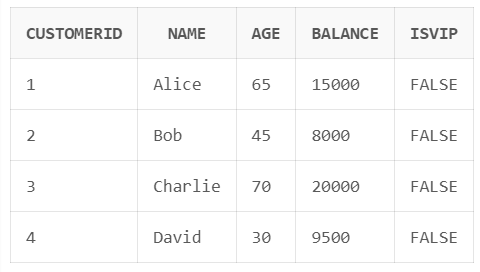 CUSTOMERID NAME AGE BALANCE ISVIP
1 Alice 65 15000 FALSE
2 Bob 45 8000 FALSE
3 Charlie 70 20000 FALSE
4 David 30 9500 FALSE